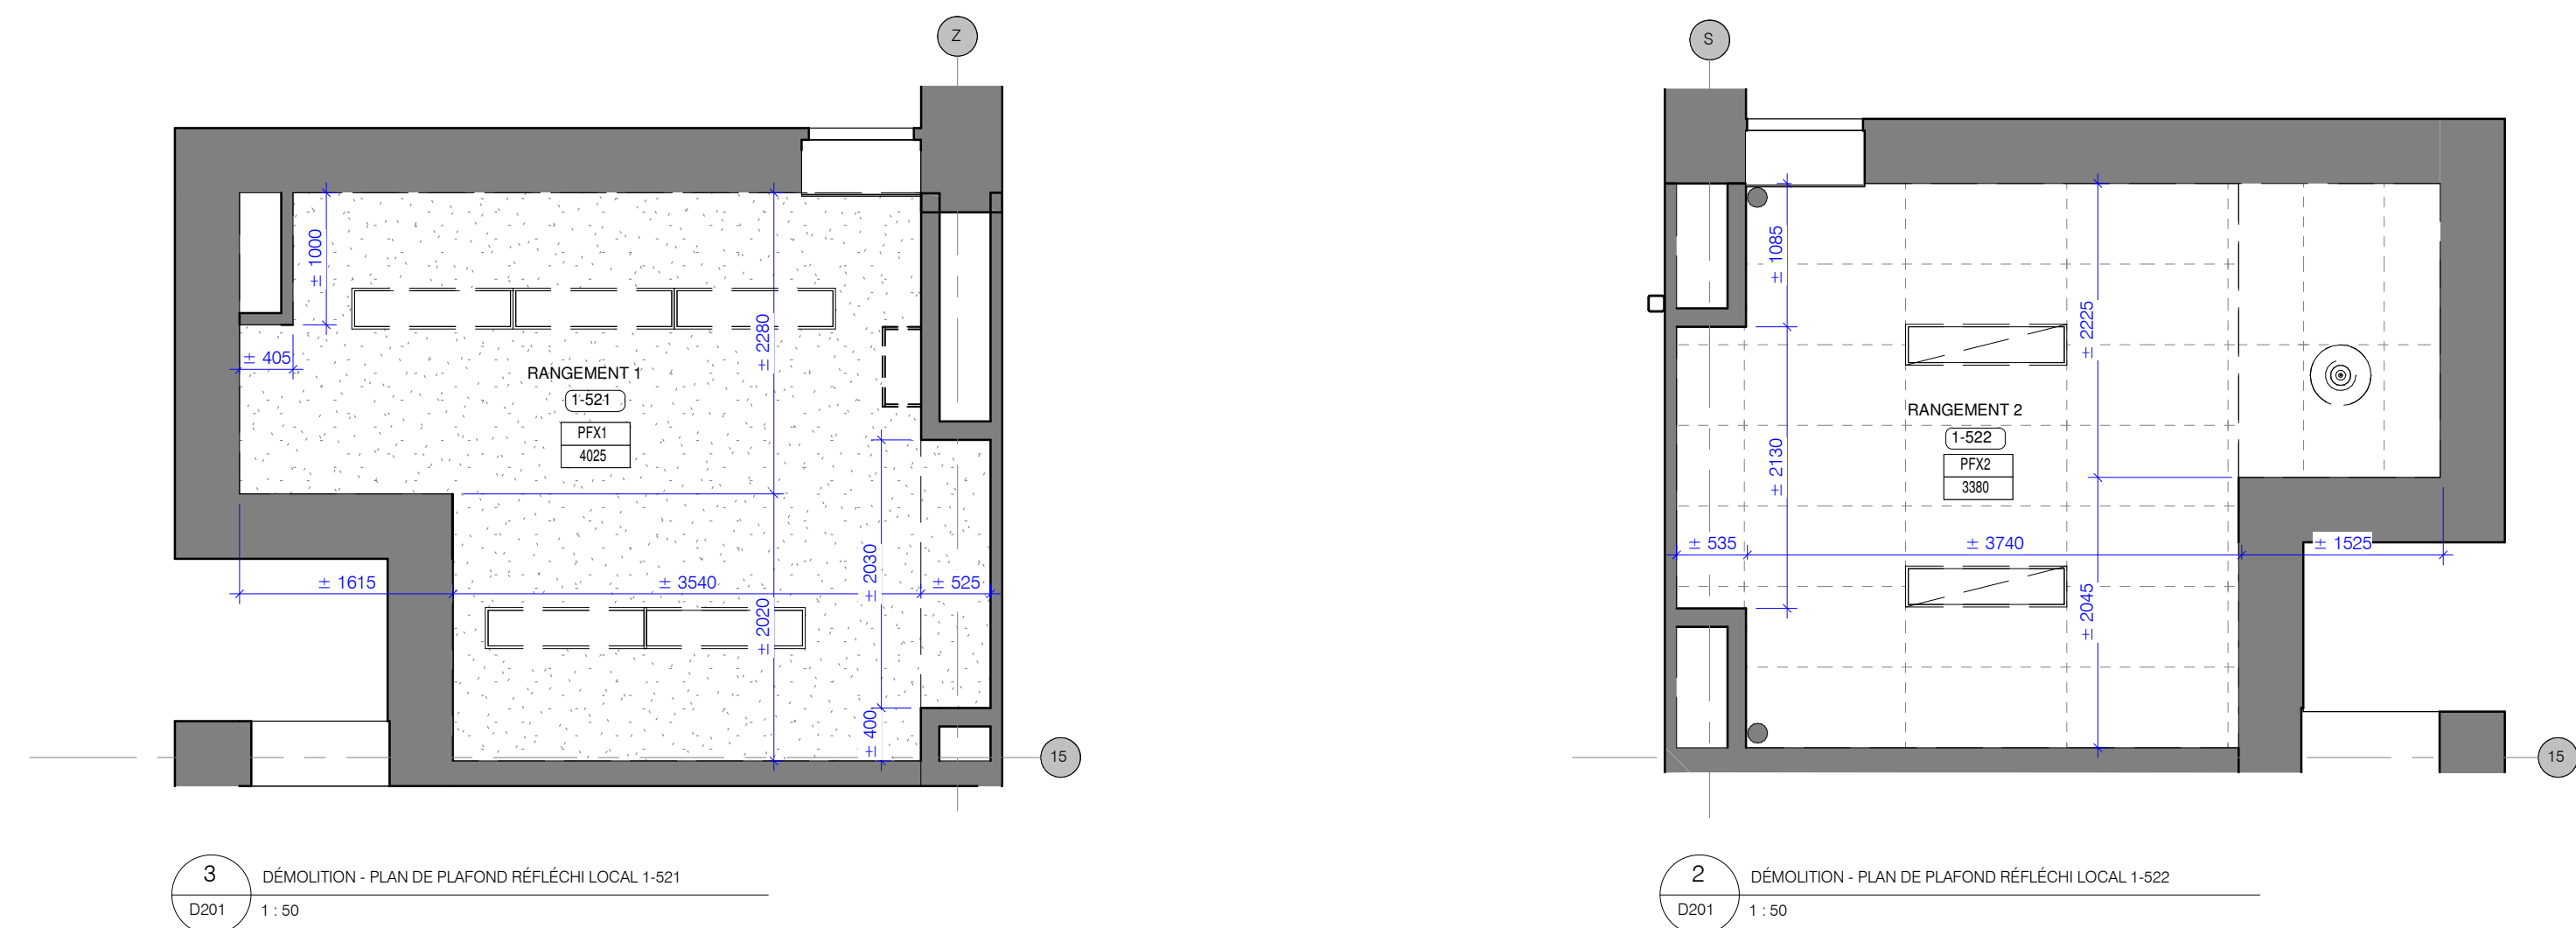 Z
± 1000
± 405
± 2280
RANGEMENT 1
1-521
PFX1
4025
± 1615
± 3540
± 2030
± 525
± 2020
± 400
15
3
D201
DÉMOLITION - PLAN DE PLAFOND RÉFLÉCHI LOCAL 1-521
1 : 50
S
± 1085
± 2225
RANGEMENT 2
1-522
PFX2
3380
± 2130
± 535
± 3740
± 1525
± 2045
15
2
D201
DÉMOLITION - PLAN DE PLAFOND RÉFLÉCHI LOCAL 1-522
1 : 50